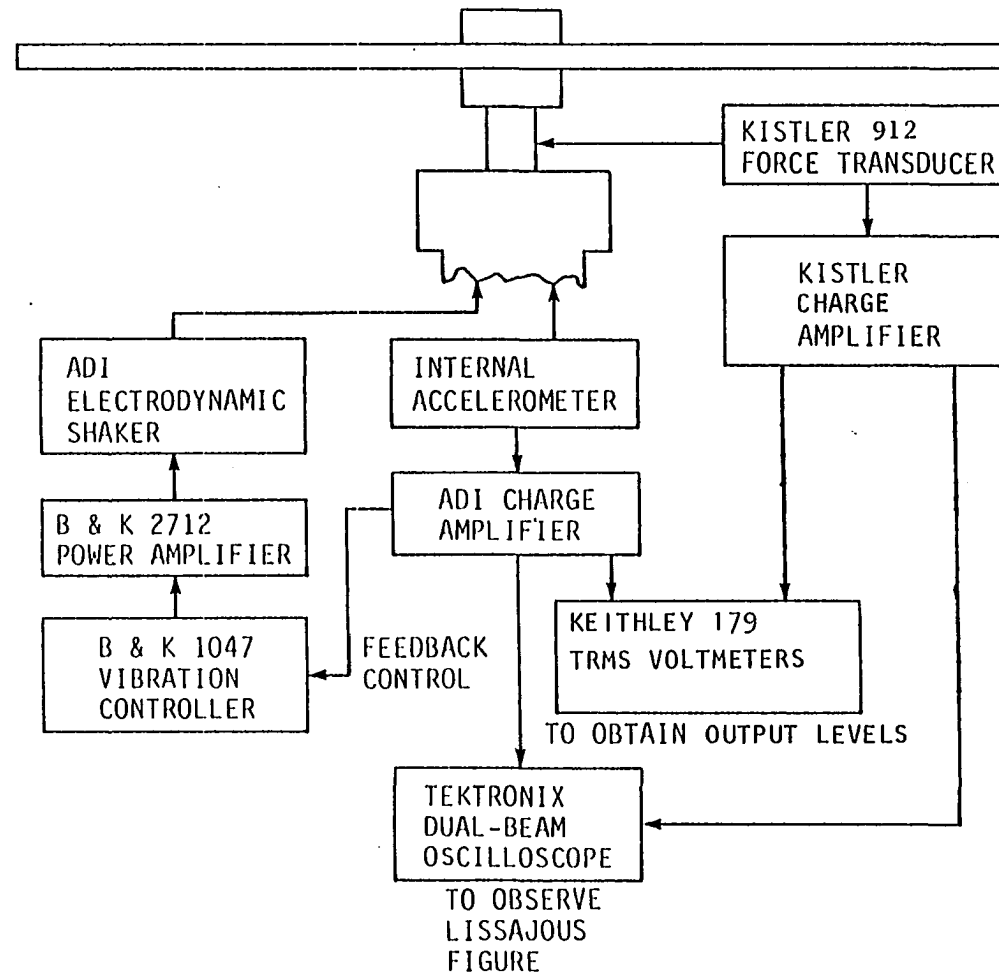 KISTLER 912
FORCE TRANSDUCER
KISTLER
CHARGE
AMPLIFIER
ADI
ELECTRODYNAMIC
SHAKER
INTERNAL
ACCELEROMETER
ADI CHARGE
AMPLIFIER
B & K 2712
POWER AMPLIFIER
B & K 1047
VIBRATION
CONTROLLER
FEEDBACK
CONTROL
KEITHLEY 179
TRMS VOLTMETERS
TO OBTAIN OUTPUT LEVELS
TEKTRONIX
DUAL-BEAM
OSCILLOSCOPE
TO OBSERVE
LISSAJOUS
FIGURE